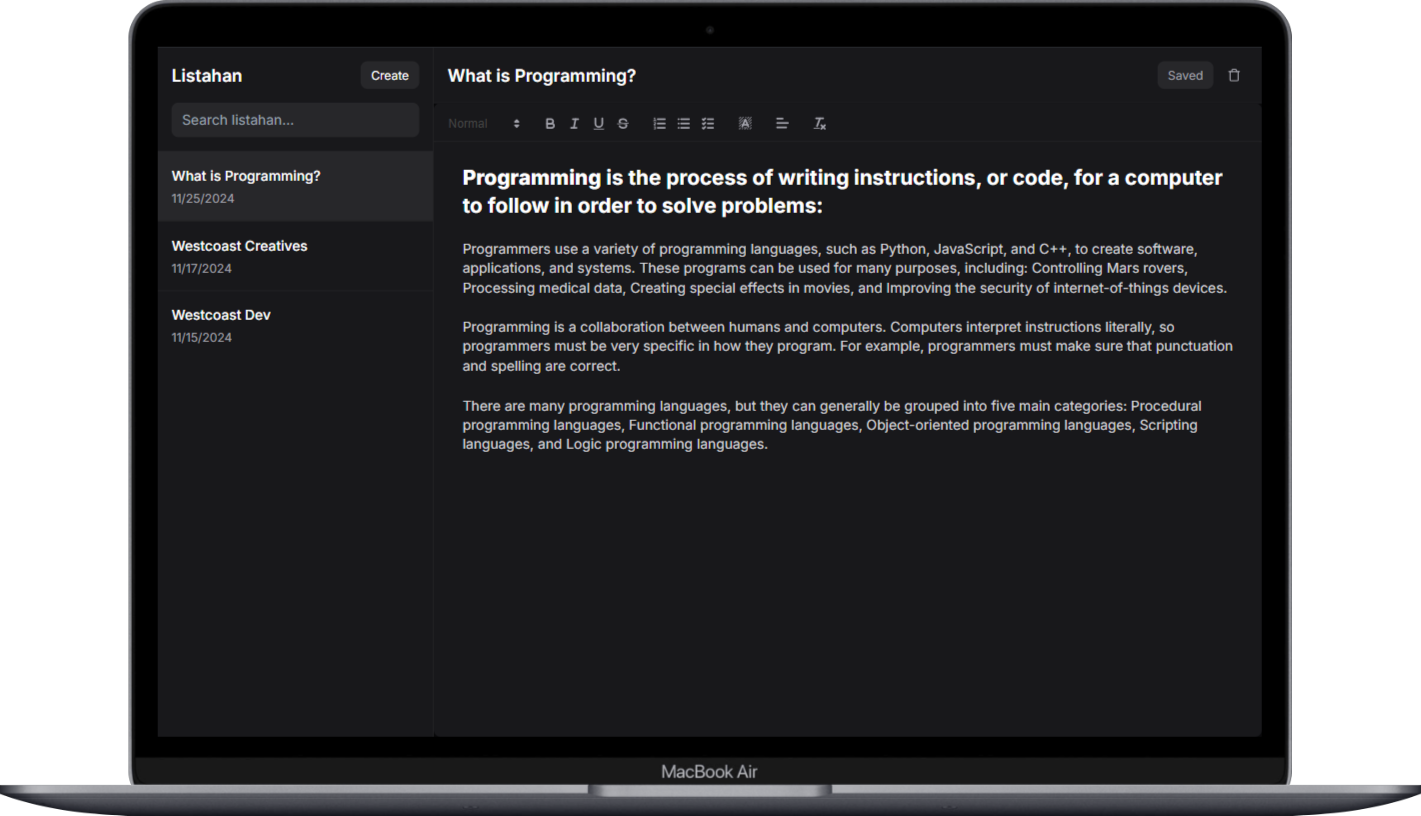 Listahan
Create
Search listahan...
What is Programming?
11/25/2024
Westcoast Creatives
11/17/2024
Westcoast Dev
11/15/2024
What is Programming?
Saved
Normal
B I U S A Tx
Programming is the process of writing instructions, or code, for a computer
to follow in order to solve problems:
Programmers use a variety of programming languages, such as Python, JavaScript, and C++, to create software,
applications, and systems. These programs can be used for many purposes, including: Controlling Mars rovers,
Processing medical data, Creating special effects in movies, and Improving the security of internet-of-things devices.
Programming is a collaboration between humans and computers. Computers interpret instructions literally, so
programmers must be very specific in how they program. For example, programmers must make sure that punctuation
and spelling are correct.
There are many programming languages, but they can generally be grouped into five main categories: Procedural
programming languages, Functional programming languages, Object-oriented programming languages, Scripting
languages, and Logic programming languages.
MacBook Air